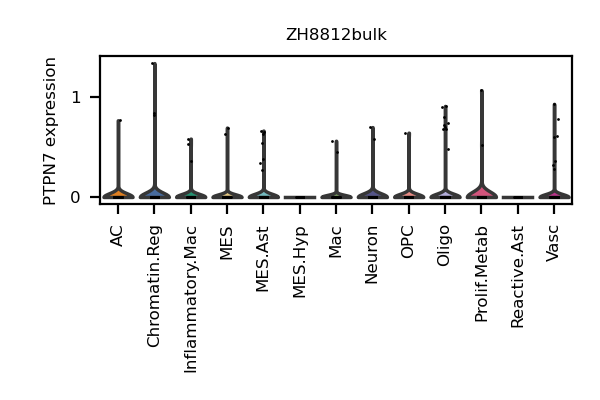 ZH8812bulk
PTPN7 expression
1
0
AC
Chromatin.Reg
Inflammatory.Mac
MES
MES.Ast
MES.Hyp
Mac
Neuron
OPC
Oligo
Prolif.Metab
Reactive.Ast
Vasc